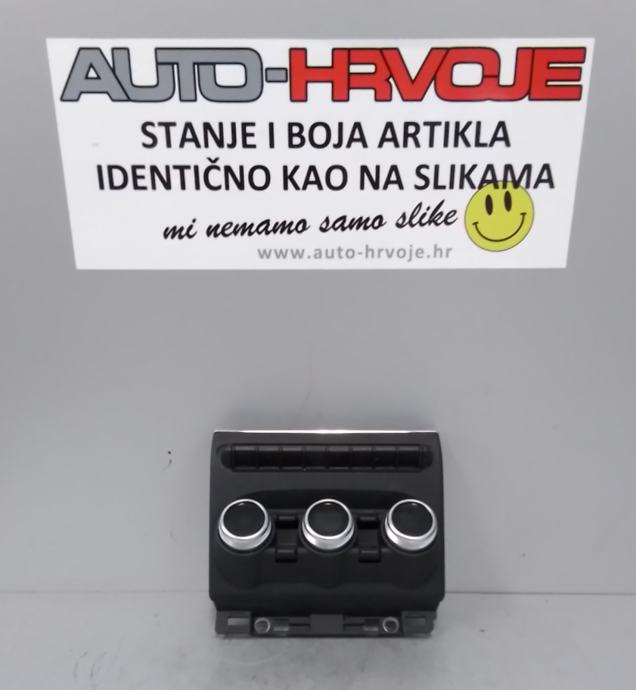 AUTO-HRVOJE
STANJE I BOJA ARTIKLA
IDENTIČNO KAO NA SLIKAMA
mi nemamo samo slike
www.auto-hrvoje.hr